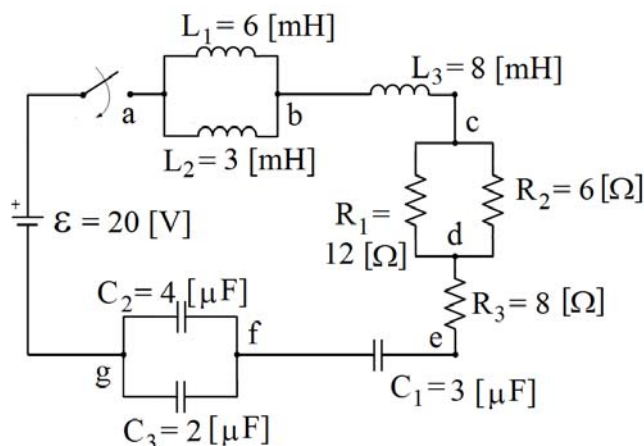 L₁ = 6 [mH]
L₃ = 8 [mH]
a
b
L₂ = 3 [mH]
c
+
ε = 20 [V]
R₁ =
12 [Ω]
R₂ = 6 [Ω]
d
C₂ = 4 [μF]
R₃ = 8 [Ω]
f
e
g
C₁ = 3 [μF]
C₃ = 2 [μF]